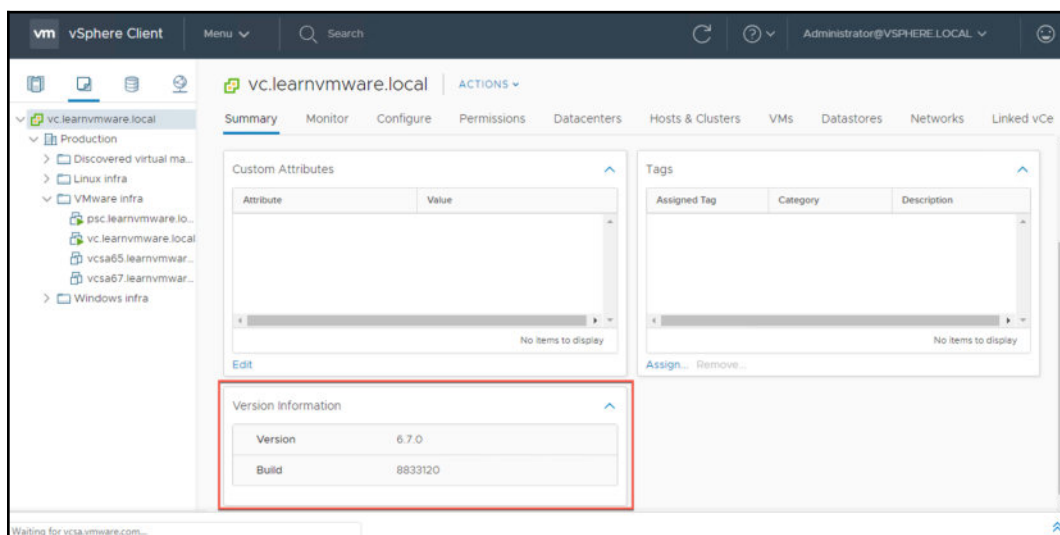 vm vSphere Client Menu Search Administrator@VSPHERE.LOCAL
vc.learnvmware.local ACTIONS
Summary Monitor Configure Permissions Datacenters Hosts & Clusters VMs Datastores Networks Linked vCe
vc.learnvmware.local
Production
Discovered virtual ma...
Linux infra
VMware infra
psc.learnvmware.lo...
vc.learnvmware.local
vcsa65.learnvmwar...
vcsa67.learnvmwar...
Windows infra
Custom Attributes
Attribute Value
No items to display
Edit
Tags
Assigned Tag Category Description
No items to display
Assign... Remove...
Version Information
Version 6.7.0
Build 8833120
Waiting for vcsa.vmware.com...